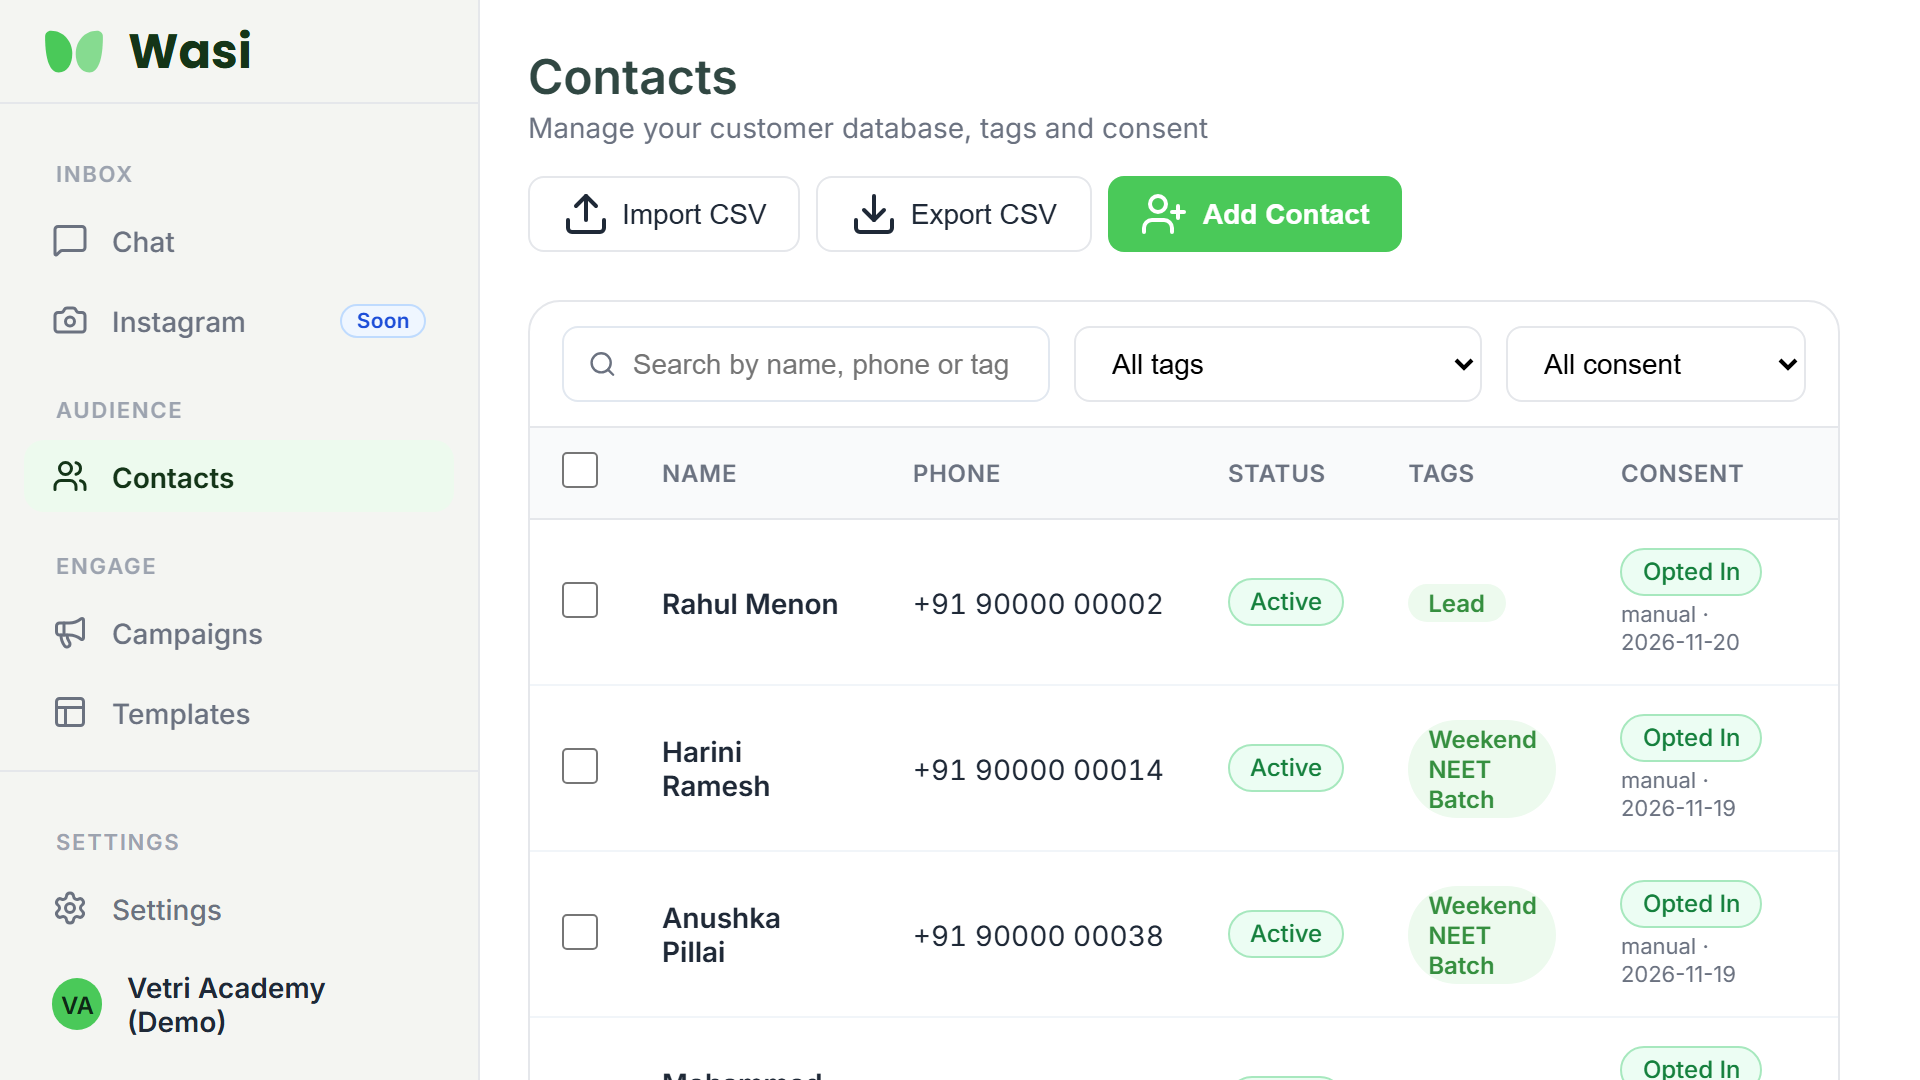 Wasi
INBOX
Chat
Instagram
Soon
AUDIENCE
Contacts
ENGAGE
Campaigns
Templates
SETTINGS
Settings
VA
Vetri Academy
(Demo)
Contacts
Manage your customer database, tags and consent
Import CSV
Export CSV
Add Contact
Search by name, phone or tag
All tags
All consent
NAME PHONE STATUS TAGS CONSENT
Rahul Menon
+91 90000 00002
Active
Lead
Opted In
manual ·
2026-11-20
Harini
Ramesh
+91 90000 00014
Active
Weekend
NEET
Batch
Opted In
manual ·
2026-11-19
Anushka
Pillai
+91 90000 00038
Active
Weekend
NEET
Batch
Opted In
manual ·
2026-11-19
Opted In